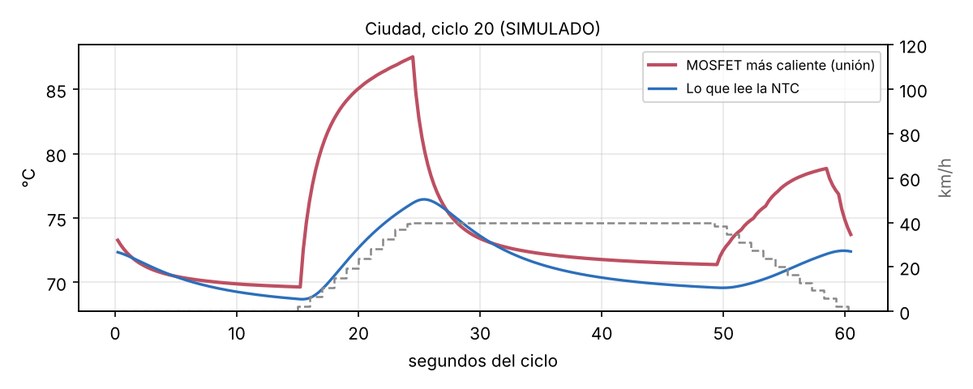 Ciudad, ciclo 20 (SIMULADO)
MOSFET más caliente (unión)
Lo que lee la NTC
°C
85
80
75
70
120
100
80
60
40
20
0
km/h
0 10 20 30 40 50 60
segundos del ciclo